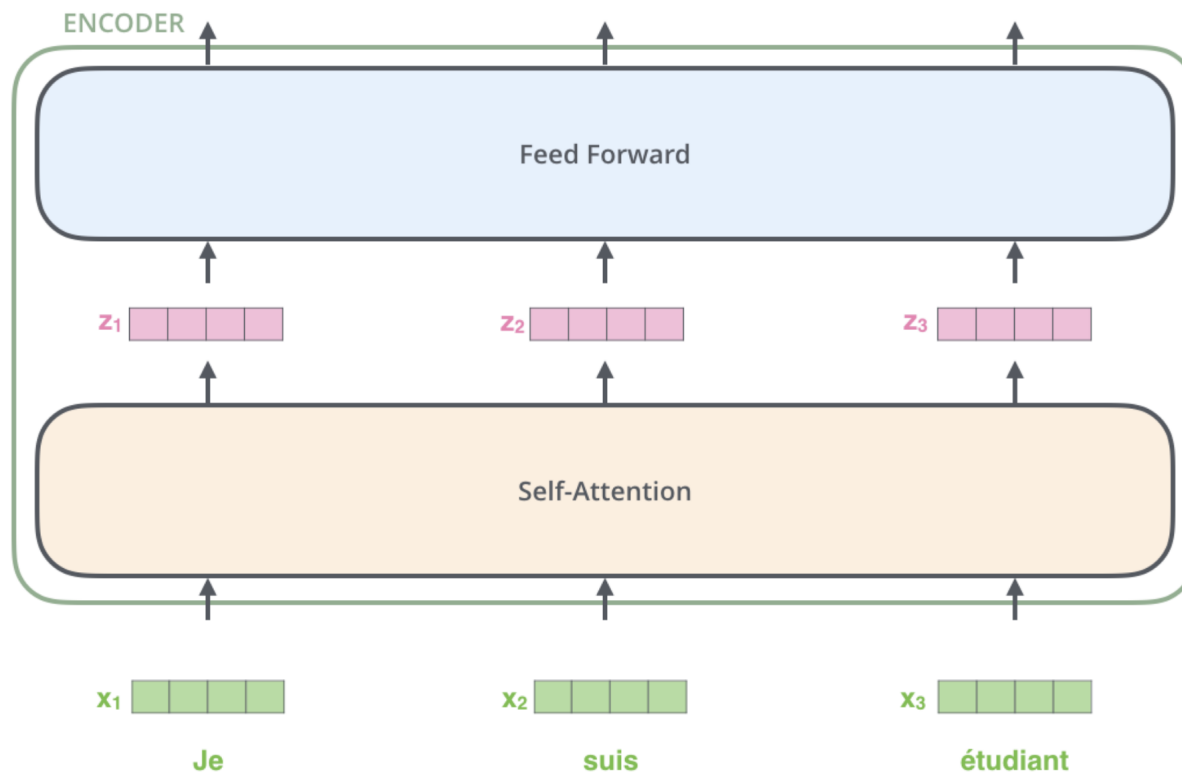 ENCODER
Feed Forward
z₁ z₂ z₃
Self-Attention
x₁ x₂ x₃
Je suis étudiant